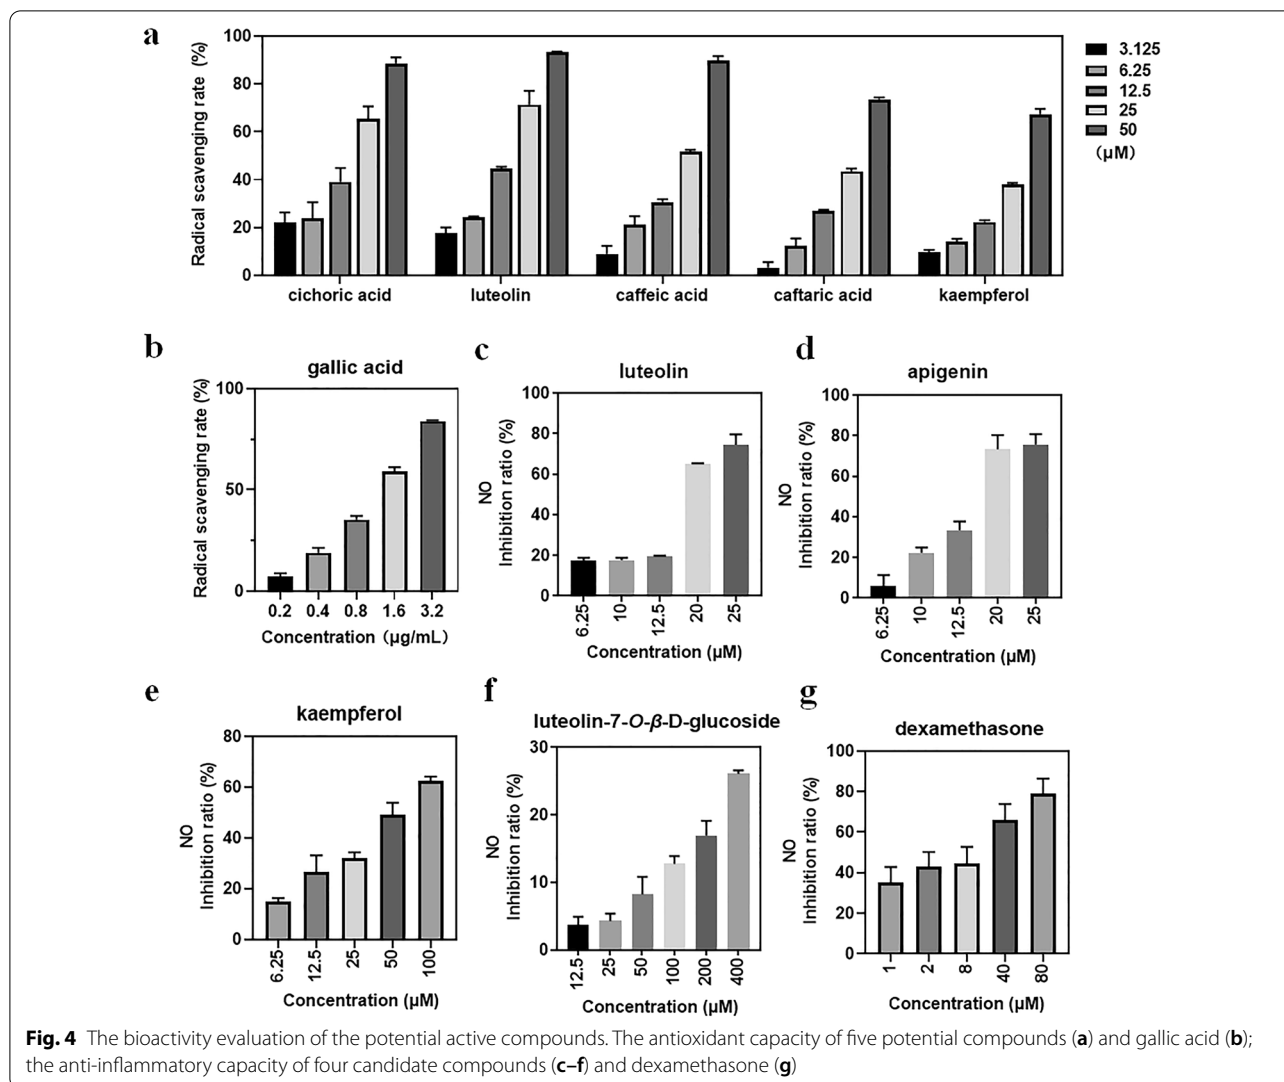 a
Radical scavenging rate (%)
100
80
60
40
20
0
cichoric acid
luteolin
caffeic acid
caftaric acid
kaempferol
3.125
6.25
12.5
25
50
(μM)
b
gallic acid
Radical scavenging rate (%)
100
50
0
0.2 0.4 0.8 1.6 3.2
Concentration (μg/mL)
c
luteolin
NO
Inhibition ratio (%)
100
80
60
40
20
0
6.25 10 12.5 20 25
Concentration (μM)
d
apigenin
NO
Inhibition ratio (%)
100
80
60
40
20
0
6.25 10 12.5 20 25
Concentration (μM)
e
kaempferol
NO
Inhibition ratio (%)
80
60
40
20
0
6.25 12.5 25 50 100
Concentration (μM)
f
luteolin-7-O-β-D-glucoside
NO
Inhibition ratio (%)
30
20
10
0
12.5 25 50 100 200 400
Concentration (μM)
g
dexamethasone
NO
Inhibition ratio (%)
100
80
60
40
20
0
1 2 8 40 80
Concentration (μM)
Fig. 4 The bioactivity evaluation of the potential active compounds. The antioxidant capacity of five potential compounds (a) and gallic acid (b);
the anti-inflammatory capacity of four candidate compounds (c–f) and dexamethasone (g)